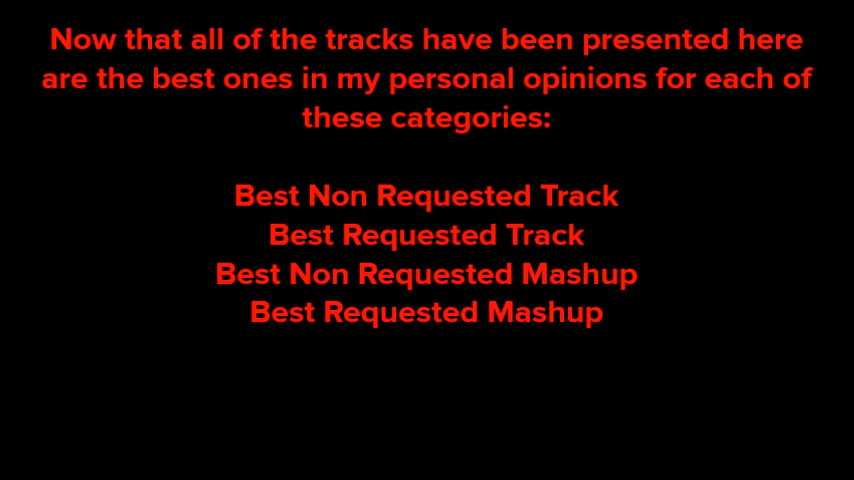 Now that all of the tracks have been presented here
are the best ones in my personal opinions for each of
these categories:
Best Non Requested Track
Best Requested Track
Best Non Requested Mashup
Best Requested Mashup